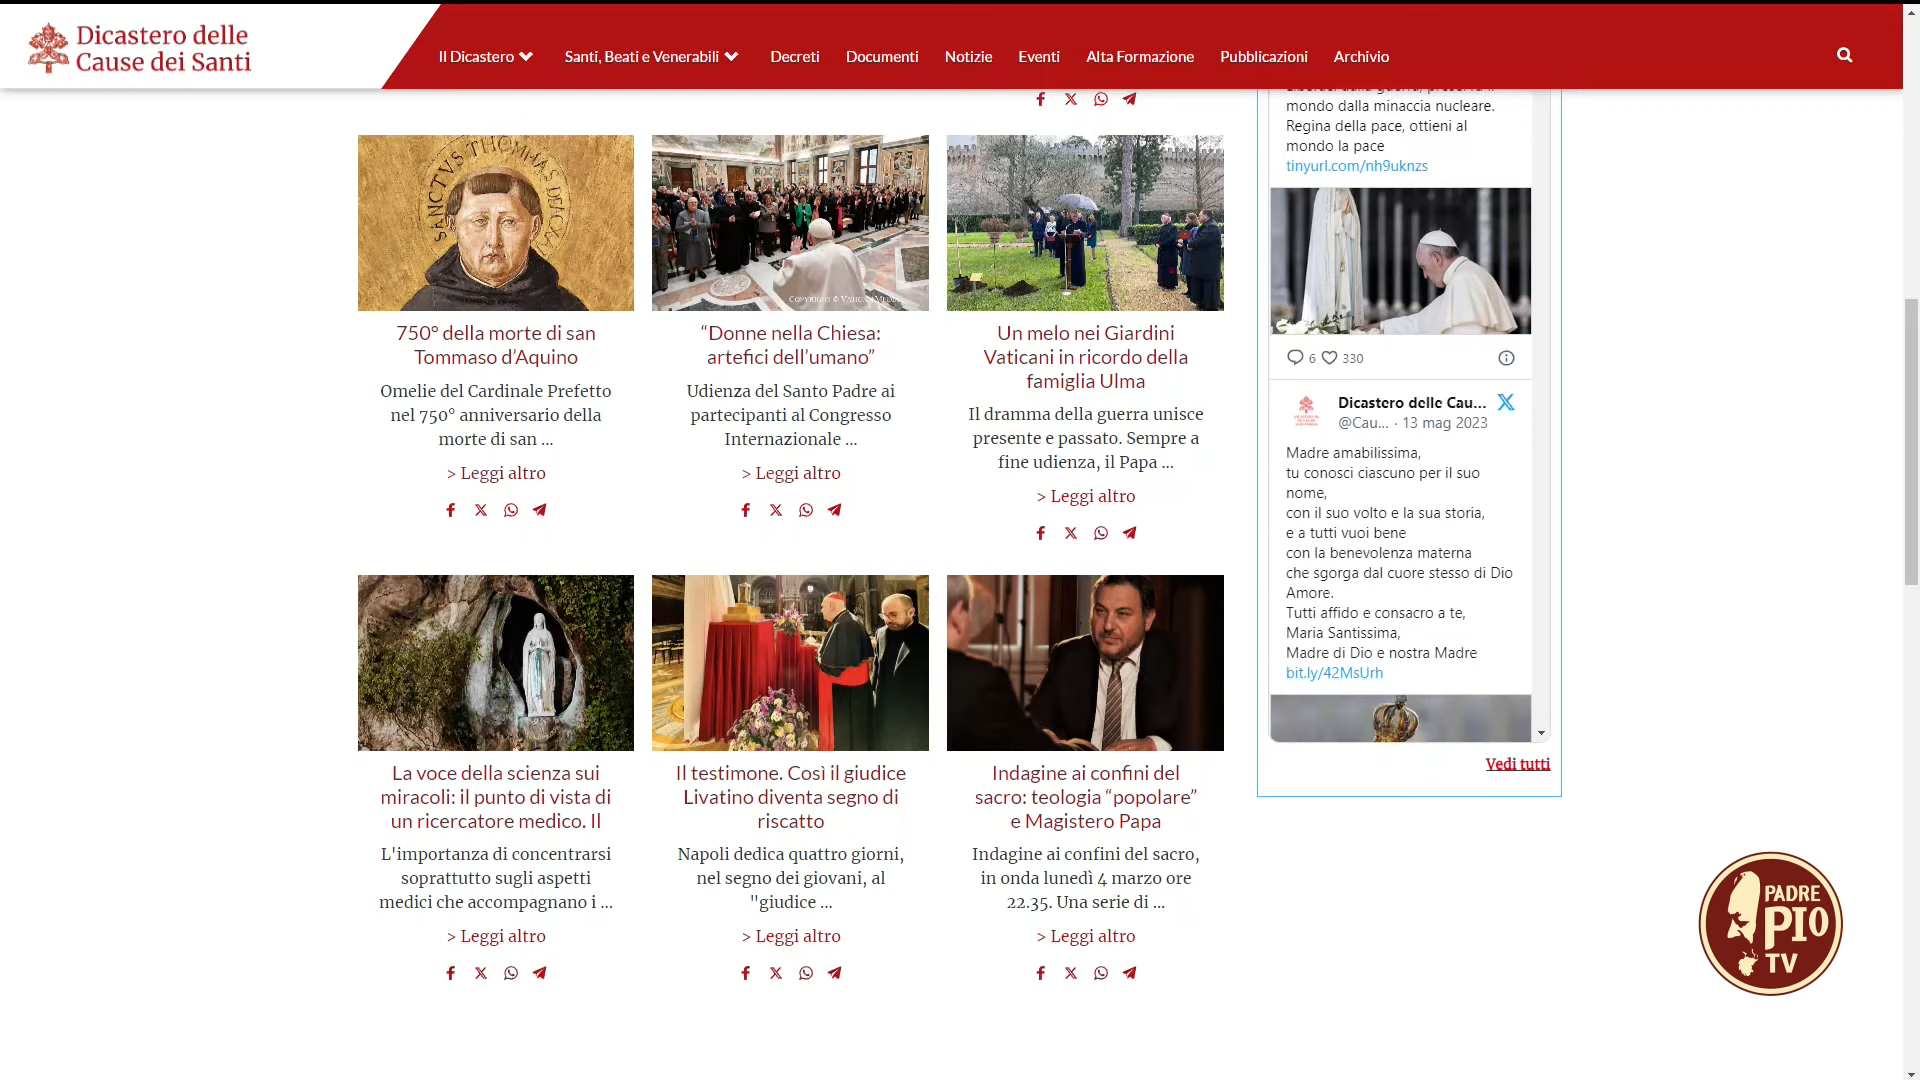 Dicastero delle
Cause dei Santi
Il Dicastero
Santi, Beati e Venerabili
Decreti
Documenti
Notizie
Eventi
Alta Formazione
Pubblicazioni
Archivio
SANCTVS THOMAS DE
750° della morte di san
Tommaso d’Aquino
Omelie del Cardinale Prefetto
nel 750° anniversario della
morte di san ...
> Leggi altro
Copyright © Vatican Media
“Donne nella Chiesa:
artefici dell’umano”
Udienza del Santo Padre ai
partecipanti al Congresso
Internazionale ...
> Leggi altro
Un melo nei Giardini
Vaticani in ricordo della
famiglia Ulma
Il dramma della guerra unisce
presente e passato. Sempre a
fine udienza, il Papa ...
> Leggi altro
La voce della scienza sui
miracoli: il punto di vista di
un ricercatore medico. Il
L'importanza di concentrarsi
soprattutto sugli aspetti
medici che accompagnano i ...
> Leggi altro
Il testimone. Così il giudice
Livatino diventa segno di
riscatto
Napoli dedica quattro giorni,
nel segno dei giovani, al
"giudice ...
> Leggi altro
Indagine ai confini del
sacro: teologia “popolare”
e Magistero Papa
Indagine ai confini del sacro,
in onda lunedì 4 marzo ore
22.35. Una serie di ...
> Leggi altro
mondo dalla minaccia nucleare.
Regina della pace, ottieni al
mondo la pace
tinyurl.com/nh9uknzs
6 330
Dicastero delle Cau...
@Cau... · 13 mag 2023
Madre amabilissima,
tu conosci ciascuno per il suo
nome,
con il suo volto e la sua storia,
e a tutti vuoi bene
con la benevolenza materna
che sgorga dal cuore stesso di Dio
Amore.
Tutti affido e consacro a te,
Maria Santissima,
Madre di Dio e nostra Madre
bit.ly/42MsUrh
Vedi tutti
PADRE
PIO
TV